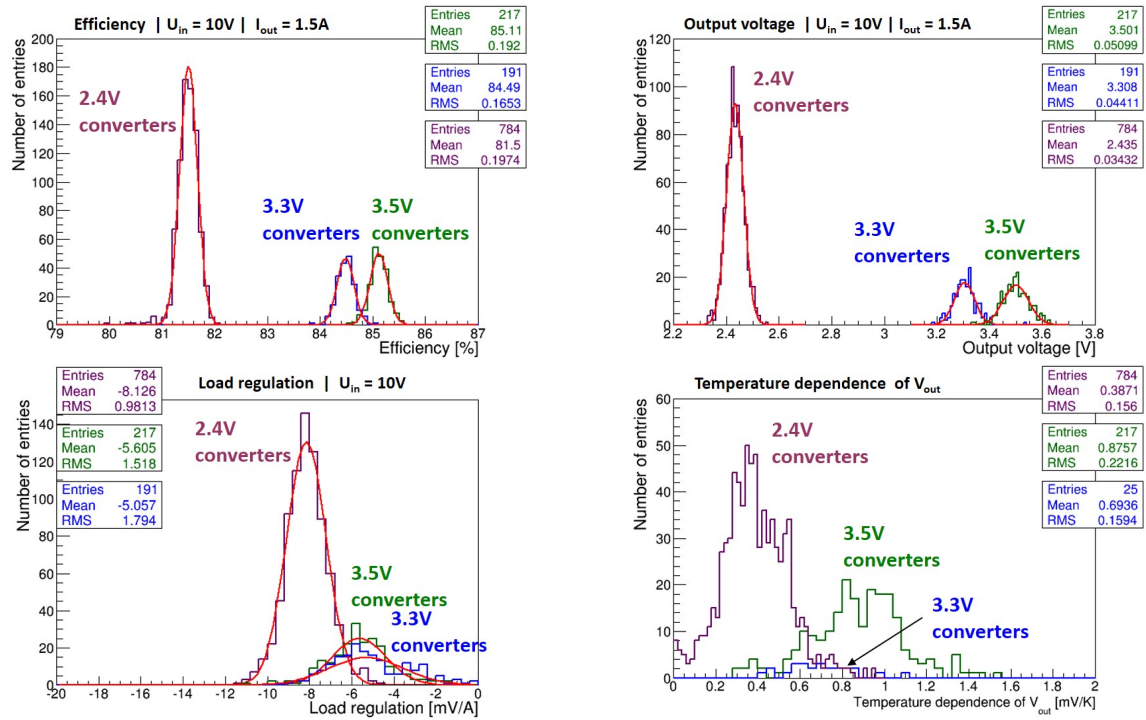 Efficiency | Uin = 10V | Iout = 1.5A
Entries 217
Mean 85.11
RMS 0.192
Entries 191
Mean 84.49
RMS 0.1653
Entries 784
Mean 81.5
RMS 0.1974
Number of entries
200
180
160
140
120
100
80
60
40
20
0
2.4V
converters
3.3V
converters
3.5V
converters
79 80 81 82 83 84 85 86 87
Efficiency [%]
Output voltage | Uin = 10V | Iout = 1.5A
Entries 217
Mean 3.501
RMS 0.05099
Entries 191
Mean 3.308
RMS 0.04411
Entries 784
Mean 2.435
RMS 0.03432
Number of entries
120
100
80
60
40
20
0
2.4V
converters
3.3V
converters
3.5V
converters
2.2 2.4 2.6 2.8 3 3.2 3.4 3.6 3.8
Output voltage [V]
Load regulation | Uin = 10V
Entries 784
Mean -8.126
RMS 0.9813
Entries 217
Mean -5.605
RMS 1.518
Entries 191
Mean -5.057
RMS 1.794
Number of entries
140
120
100
80
60
40
20
0
2.4V
converters
3.5V
converters
3.3V
converters
-20 -18 -16 -14 -12 -10 -8 -6 -4 -2 0
Load regulation [mV/A]
Temperature dependence of Vout
Entries 784
Mean 0.3871
RMS 0.156
Entries 217
Mean 0.8757
RMS 0.2216
Entries 25
Mean 0.6936
RMS 0.1594
Number of entries
60
50
40
30
20
10
0
2.4V
converters
3.5V
converters
3.3V
converters
0 0.2 0.4 0.6 0.8 1 1.2 1.4 1.6 1.8 2
Temperature dependence of Vout [mV/K]